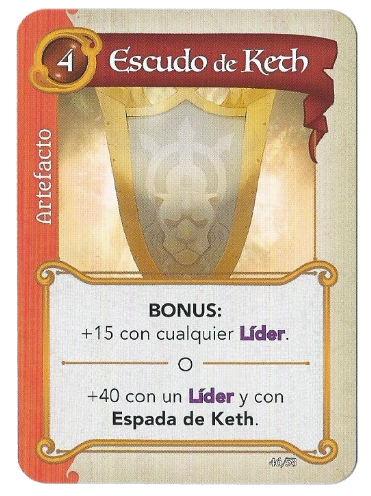 4
Escudo de Keth
Artefacto
BONUS:
+15 con cualquier Líder.
O
+40 con un Líder y con
Espada de Keth.
46/53